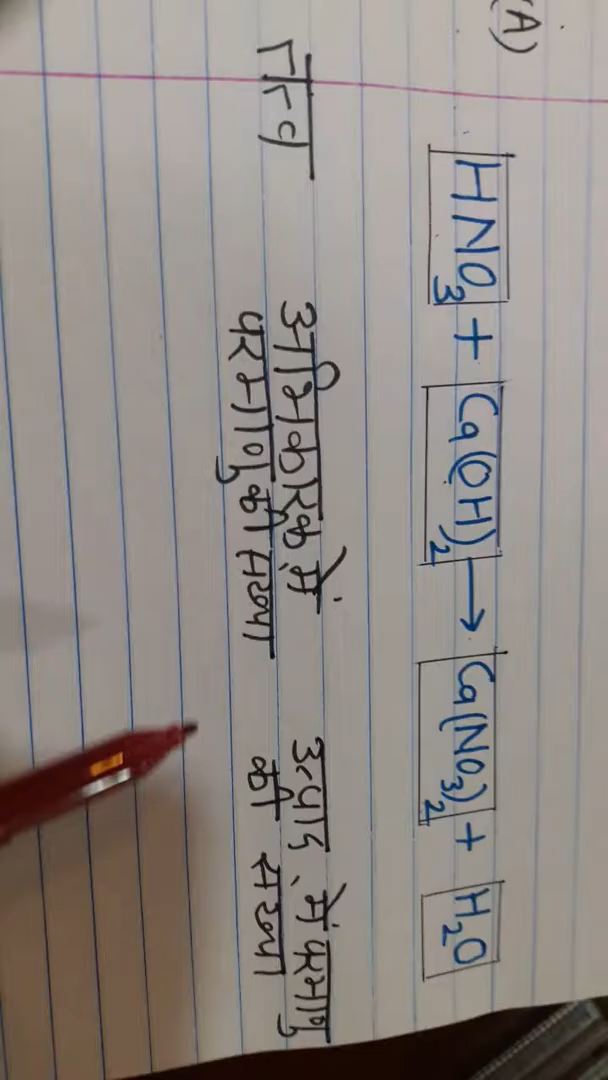 (A)
HNO₃ + Ca(OH)₂ → Ca(NO₃)₂ + H₂O
तत्व
अभिकारक में
परमाणु की संख्या
उत्पाद में परमाणु
की संख्या